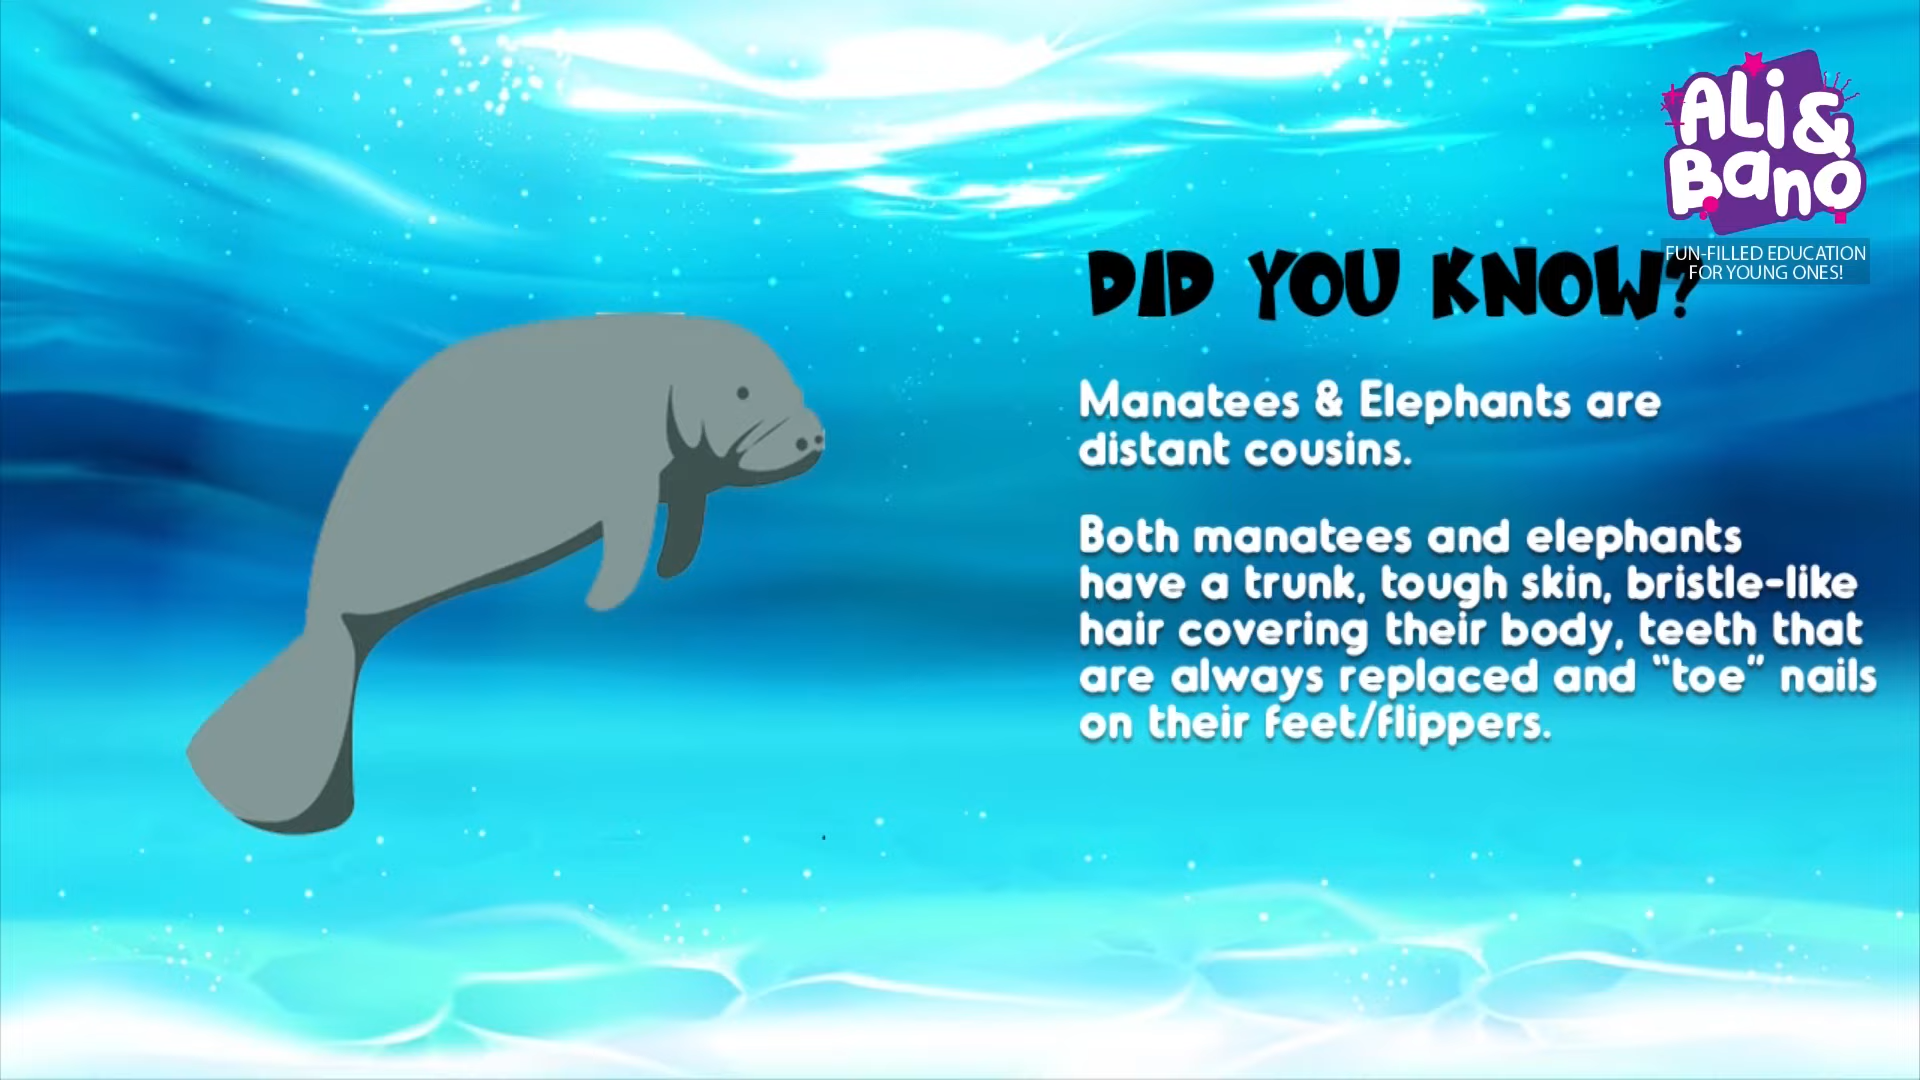 ALi &
Bano
FUN-FILLED EDUCATION
FOR YOUNG ONES!
DID YOU KNOW?
Manatees & Elephants are
distant cousins.
Both manatees and elephants
have a trunk, tough skin, bristle-like
hair covering their body, teeth that
are always replaced and “toe” nails
on their feet/flippers.